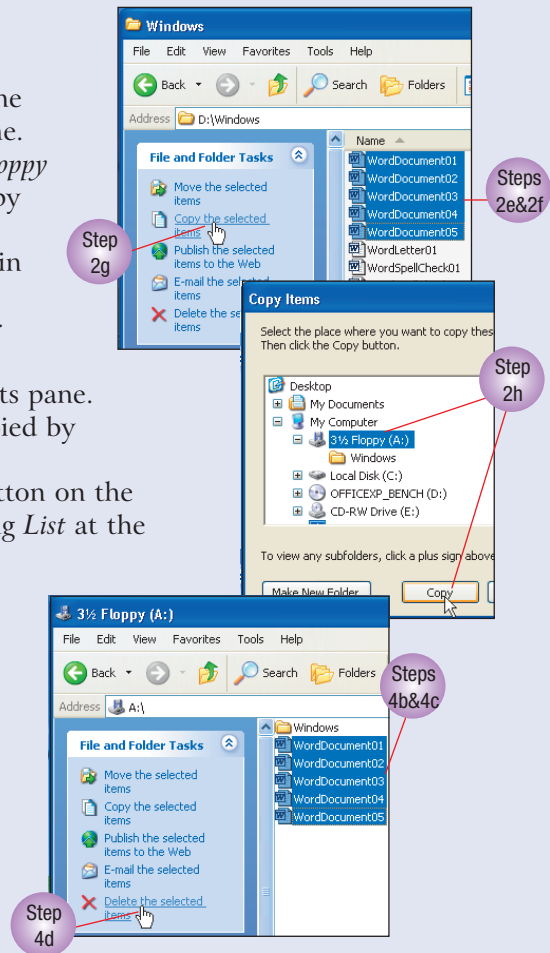 ne
ne.
oppy
by
in
.
ts pane.
ied by
tton on the
g List at the
Windows
File Edit View Favorites Tools Help
Back Search Folders
Address D:\Windows
File and Folder Tasks
Move the selected
items
Copy the selected
items
Publish the selected
items to the Web
E-mail the selected
items
Delete the se
items
Name
WordDocument01
WordDocument02
WordDocument03
WordDocument04
WordDocument05
WordLetter01
WordSpellCheck01
Steps
2e&2f
Step
2g
Copy Items
Select the place where you want to copy thes
Then click the Copy button.
Desktop
My Documents
My Computer
3½ Floppy (A:)
Windows
Local Disk (C:)
OFFICEXP_BENCH (D:)
CD-RW Drive (E:)
To view any subfolders, click a plus sign above
Make New Folder Copy
Step
2h
3½ Floppy (A:)
File Edit View Favorites Tools Help
Back Search Folders
Address A:\
File and Folder Tasks
Move the selected
items
Copy the selected
items
Publish the selected
items to the Web
E-mail the selected
items
Delete the selected
items
Windows
WordDocument01
WordDocument02
WordDocument03
WordDocument04
WordDocument05
Steps
4b&4c
Step
4d